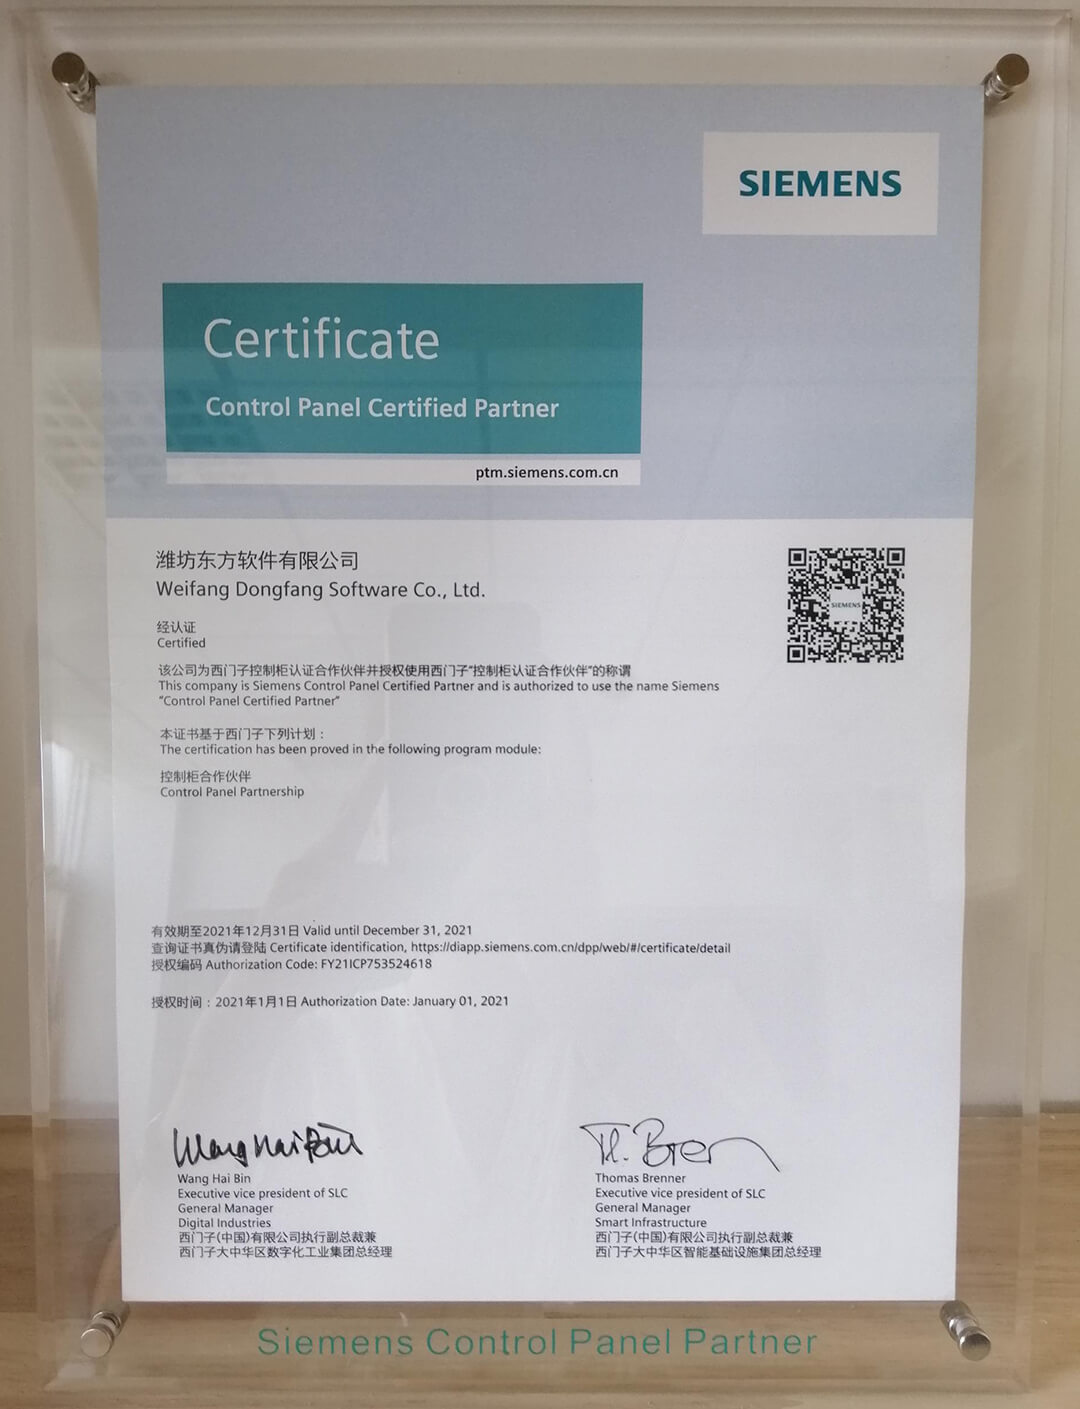 SIEMENS
Certificate
Control Panel Certified Partner
ptm.siemens.com.cn
潍坊东方软件有限公司
Weifang Dongfang Software Co., Ltd.
SIEMENS
经认证
Certified
该公司为西门子控制柜认证合作伙伴并授权使用西门子“控制柜认证合作伙伴”的称谓
This company is Siemens Control Panel Certified Partner and is authorized to use the name Siemens
“Control Panel Certified Partner”
本证书基于西门子下列计划：
The certification has been proved in the following program module:
控制柜合作伙伴
Control Panel Partnership
有效期至2021年12月31日 Valid until December 31, 2021
查询证书真伪请登陆 Certificate identification, https://diapp.siemens.com.cn/dpp/web/#/certificate/detail
授权编码 Authorization Code: FY21ICP753524618
授权时间：2021年1月1日 Authorization Date: January 01, 2021
Wang Hai Bin
Th. Bren
Wang Hai Bin
Executive vice president of SLC
General Manager
Digital Industries
西门子(中国)有限公司执行副总裁兼
西门子大中华区数字化工业集团总经理
Thomas Brenner
Executive vice president of SLC
General Manager
Smart Infrastructure
西门子(中国)有限公司执行副总裁兼
西门子大中华区智能基础设施集团总经理
Siemens Control Panel Partner